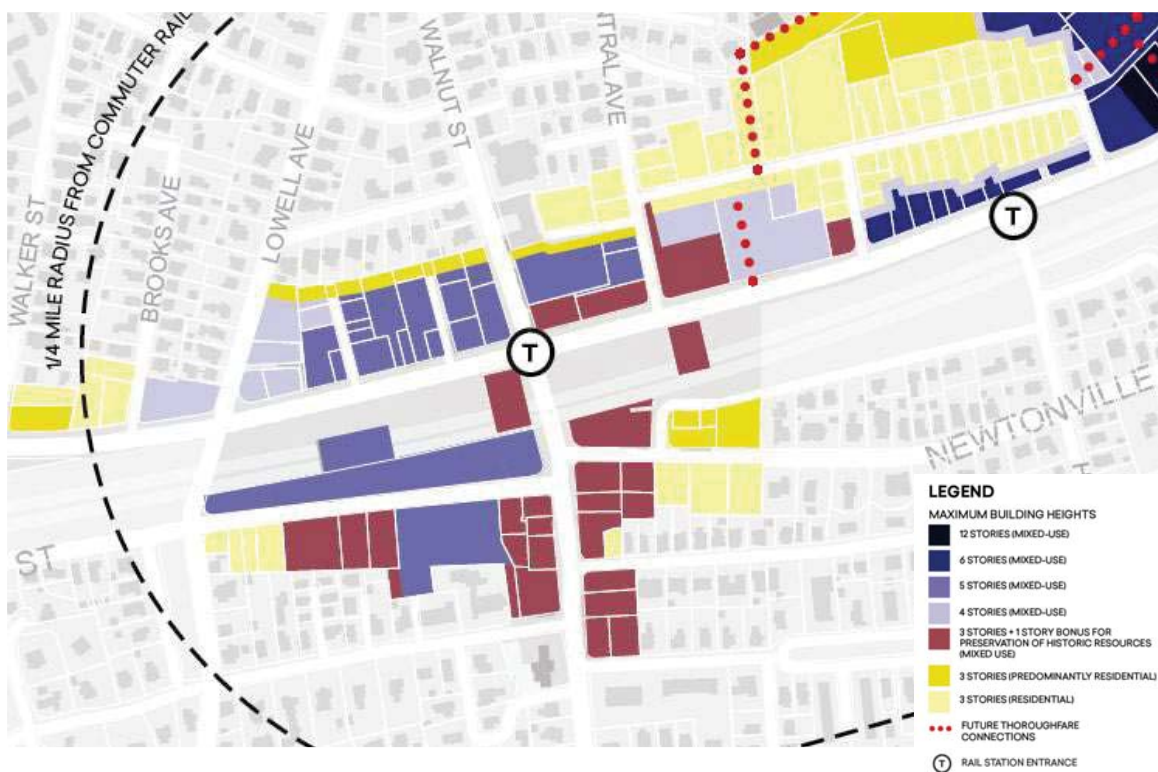 WALKER ST
1/4 MILE RADIUS FROM COMMUTER RAIL
BROOKS AVE
LOWELL AVE
WALNUT ST
NTRAL AVE
T
T
NEWTONVILLE
ST
LEGEND
MAXIMUM BUILDING HEIGHTS
12 STORIES (MIXED-USE)
6 STORIES (MIXED-USE)
5 STORIES (MIXED-USE)
4 STORIES (MIXED-USE)
3 STORIES + 1 STORY BONUS FOR
PRESERVATION OF HISTORIC RESOURCES
(MIXED USE)
3 STORIES (PREDOMINANTLY RESIDENTIAL)
3 STORIES (RESIDENTIAL)
FUTURE THOROUGHFARE
CONNECTIONS
T RAIL STATION ENTRANCE